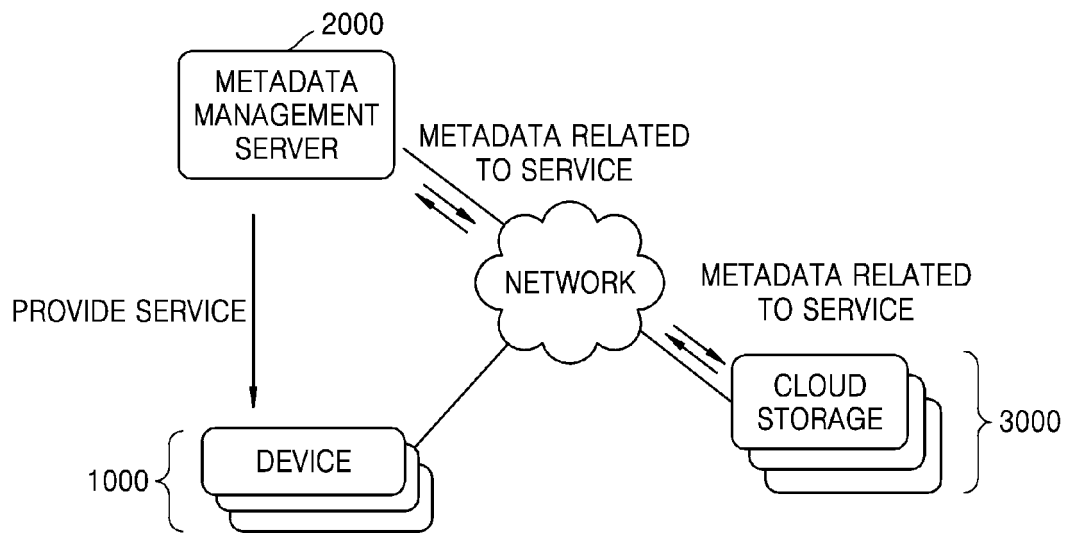 2000
METADATA
MANAGEMENT
SERVER
METADATA RELATED
TO SERVICE
NETWORK
METADATA RELATED
TO SERVICE
PROVIDE SERVICE
CLOUD
STORAGE
3000
DEVICE
1000